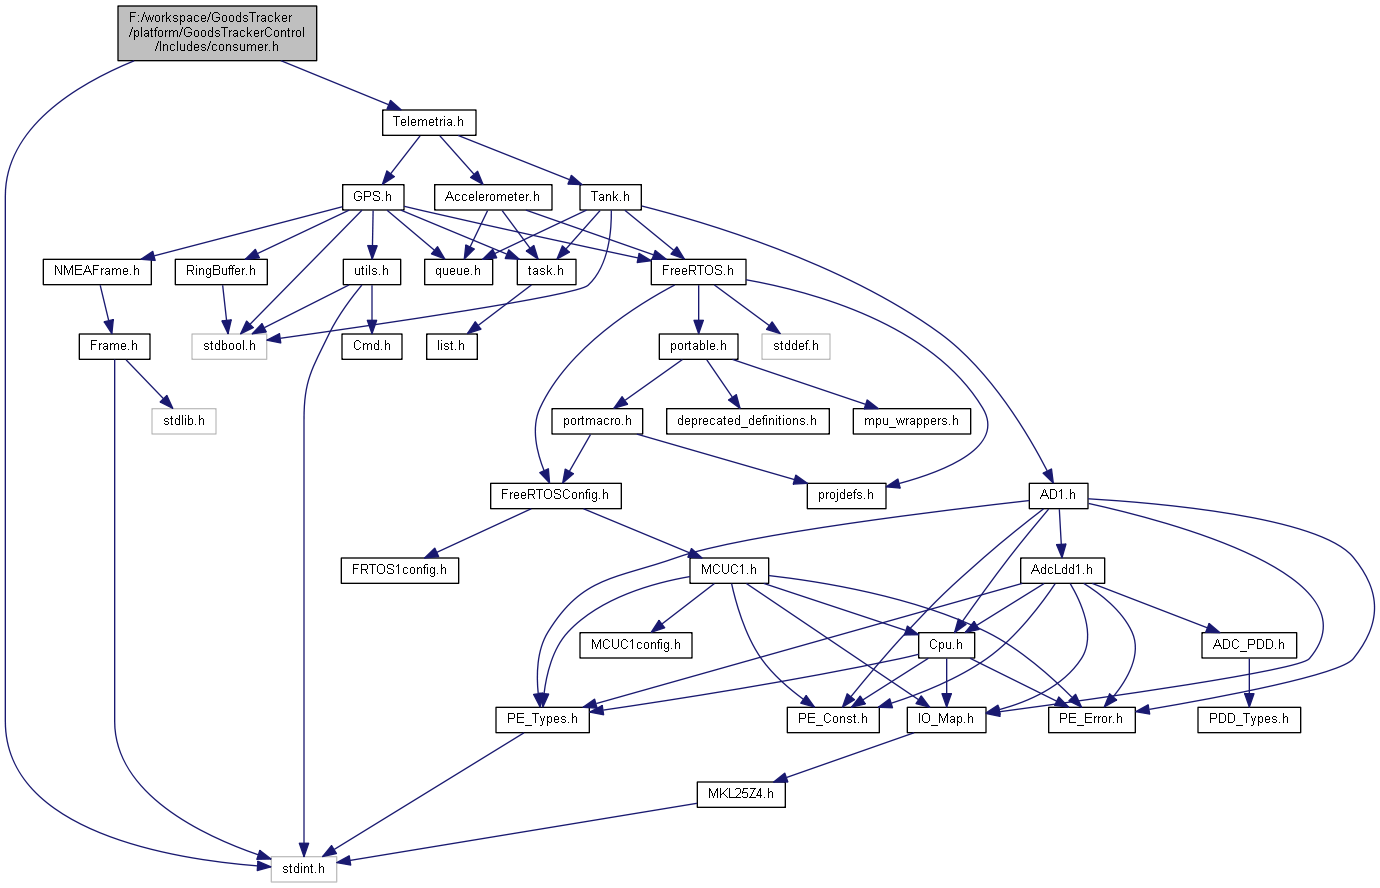 F:/workspace/GoodsTracker
/platform/GoodsTrackerControl
/Includes/consumer.h
Telemetria.h
GPS.h
Accelerometer.h
Tank.h
NMEAFrame.h
RingBuffer.h
utils.h
queue.h
task.h
FreeRTOS.h
Frame.h
stdbool.h
Cmd.h
list.h
portable.h
stddef.h
stdlib.h
portmacro.h
deprecated_definitions.h
mpu_wrappers.h
FreeRTOSConfig.h
projdefs.h
AD1.h
FRTOS1config.h
MCUC1.h
AdcLdd1.h
MCUC1config.h
Cpu.h
ADC_PDD.h
PE_Types.h
PE_Const.h
IO_Map.h
PE_Error.h
PDD_Types.h
MKL25Z4.h
stdint.h